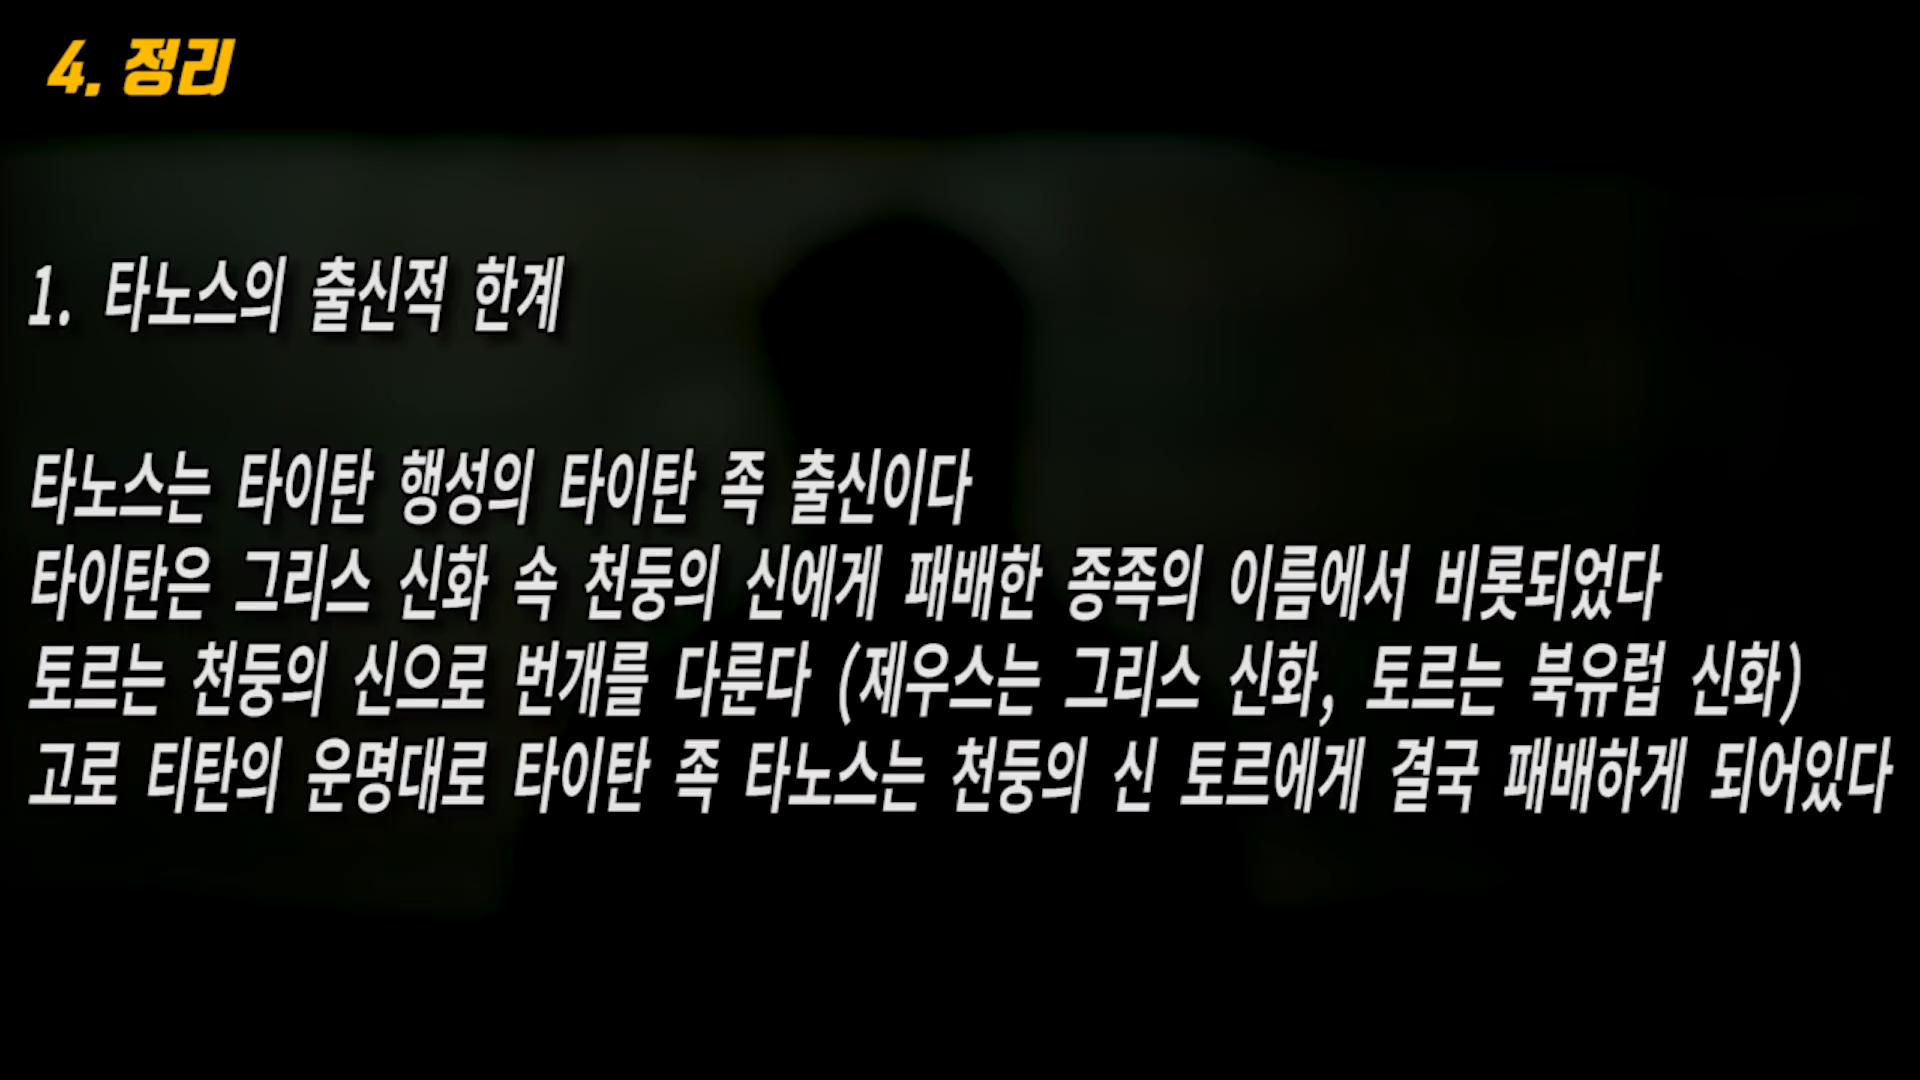 4. 정리
1. 타노스의 출신적 한계
타노스는 타이탄 행성의 타이탄 족 출신이다
타이탄은 그리스 신화 속 천둥의 신에게 패배한 종족의 이름에서 비롯되었다
토르는 천둥의 신으로 번개를 다룬다 (제우스는 그리스 신화, 토르는 북유럽 신화)
고로 티탄의 운명대로 타이탄 족 타노스는 천둥의 신 토르에게 결국 패배하게 되어있다